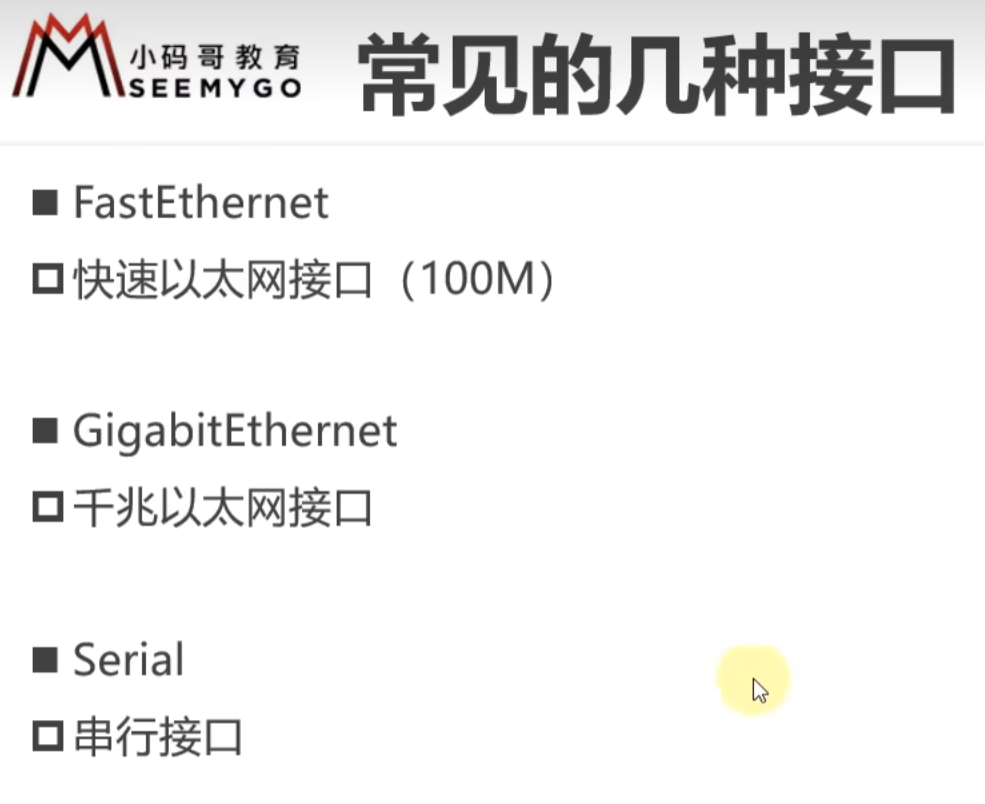 小码哥教育
SEEMYGO
常见的几种接口
FastEthernet
快速以太网接口（100M）
GigabitEthernet
千兆以太网接口
Serial
串行接口